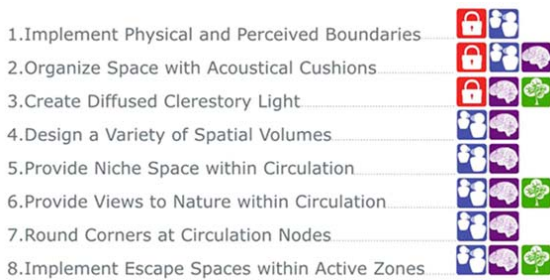 1.Implement Physical and Perceived Boundaries
2.Organize Space with Acoustical Cushions
3.Create Diffused Clerestory Light
4.Design a Variety of Spatial Volumes
5.Provide Niche Space within Circulation
6.Provide Views to Nature within Circulation
7.Round Corners at Circulation Nodes
8.Implement Escape Spaces within Active Zones